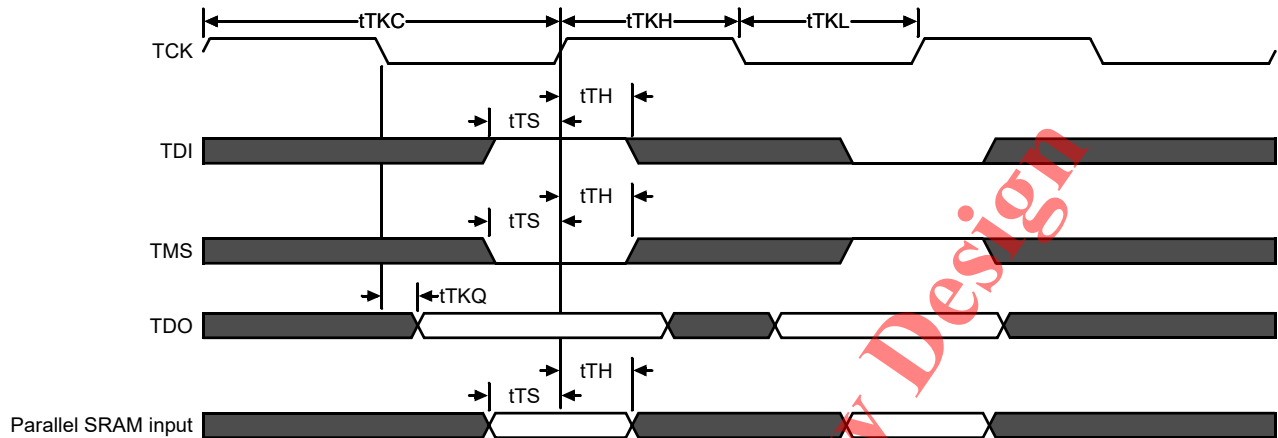 tTKC
tTKH
tTKL
TCK
tTH
tTS
TDI
tTH
tTS
TMS
tTKQ
TDO
tTH
tTS
Parallel SRAM input
Design